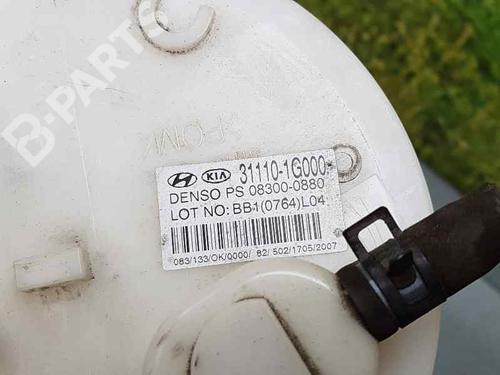 B-PARTS
KIA 31110-1G000
DENSO PS 08300-0880
LOT NO: BB1(0764)L04
083/133/OK/0000/ 82/ 502/1705/2007